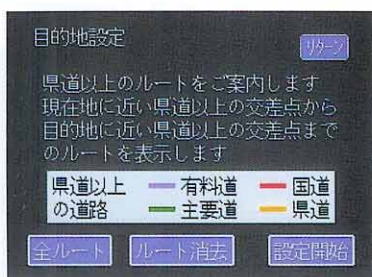 目的地設定
リターン
県道以上のルートをご案内します
現在地に近い県道以上の交差点から
目的地に近い県道以上の交差点まで
のルートを表示します
県道以上 有料道 国道
の道路 主要道 県道
全ルート ルート消去 設定開始